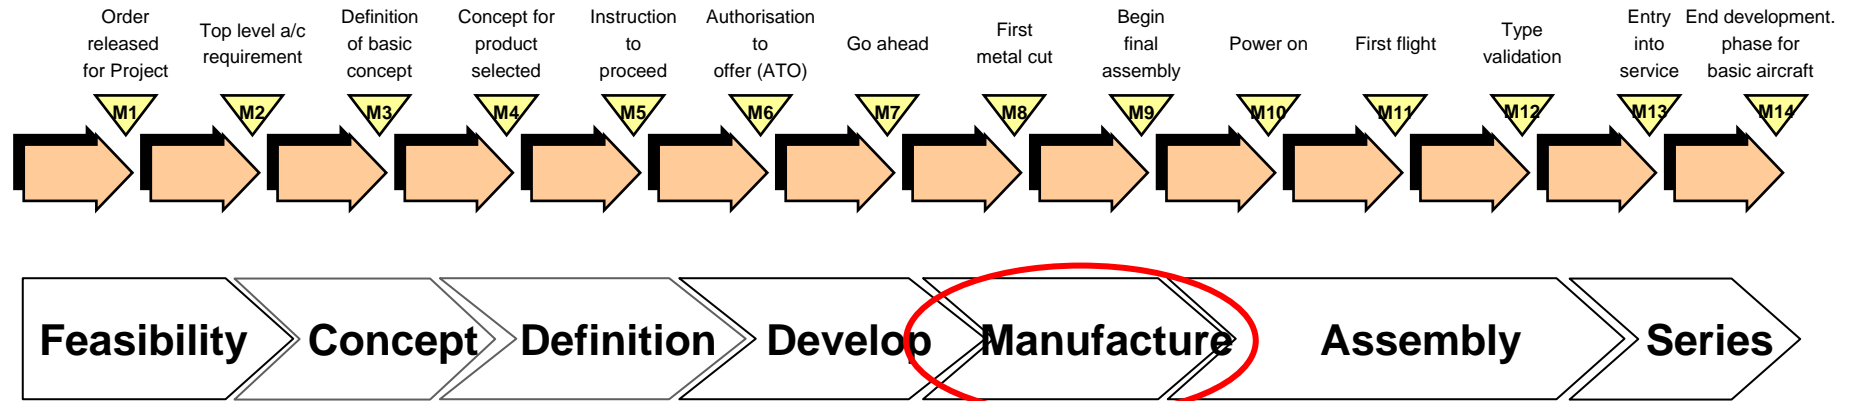 Order
released
for Project
Top level a/c
requirement
Definition
of basic
concept
Concept for
product
selected
Instruction
to
proceed
Authorisation
to
offer (ATO)
Go ahead
First
metal cut
Begin
final
assembly
Power on
First flight
Type
validation
Entry
into
service
End development.
phase for
basic aircraft
M1
M2
M3
M4
M5
M6
M7
M8
M9
M10
M11
M12
M13
M14
Feasibility
Concept
Definition
Develop
Manufacture
Assembly
Series